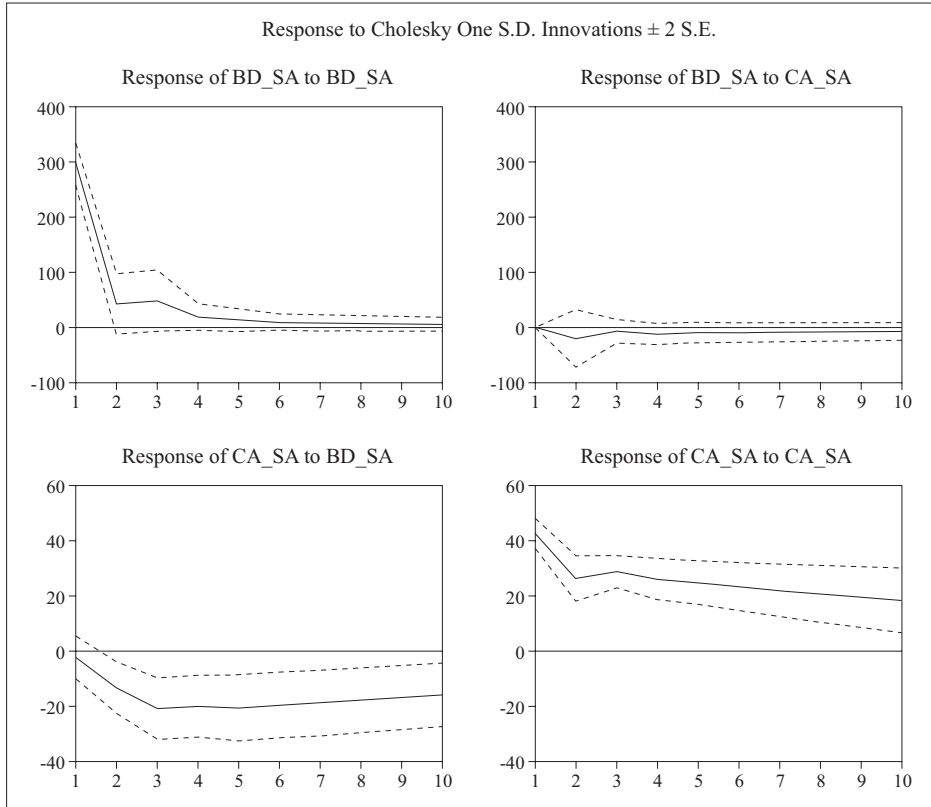 Response to Cholesky One S.D. Innovations ± 2 S.E.
Response of BD_SA to BD_SA
400
300
200
100
0
-100
1 2 3 4 5 6 7 8 9 10
Response of BD_SA to CA_SA
400
300
200
100
0
-100
1 2 3 4 5 6 7 8 9 10
Response of CA_SA to BD_SA
60
40
20
0
-20
-40
1 2 3 4 5 6 7 8 9 10
Response of CA_SA to CA_SA
60
40
20
0
-20
-40
1 2 3 4 5 6 7 8 9 10